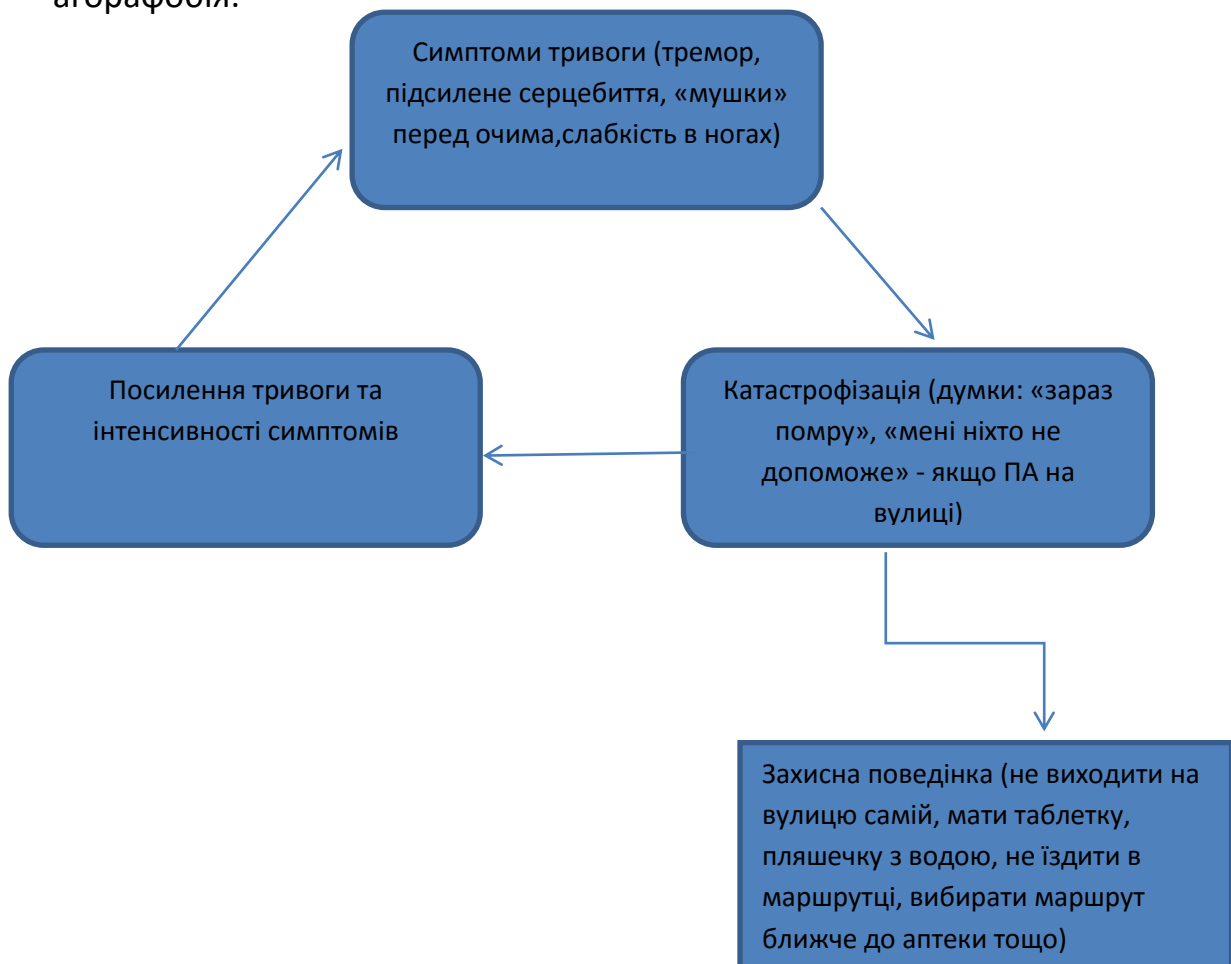 агорафобія.
Симптоми тривоги (тремор,
підсилене серцебиття, «мушки»
перед очима,слабкість в ногах)
Посилення тривоги та
інтенсивності симптомів
Катастрофізація (думки: «зараз
помру», «мені ніхто не
допоможе» - якщо ПА на
вулиці)
Захисна поведінка (не виходити на
вулицю самій, мати таблетку,
пляшечку з водою, не їздити в
маршрутці, вибирати маршрут
ближче до аптеки тощо)